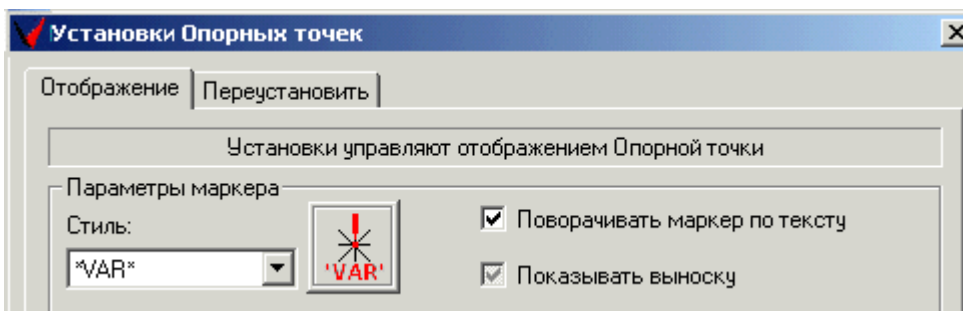 Установки Опорных точек
Отображение Переустановить
Установки управляют отображением Опорной точки
Параметры маркера
Стиль:
*VAR*
'VAR'
Поворачивать маркер по тексту
Показывать выноску